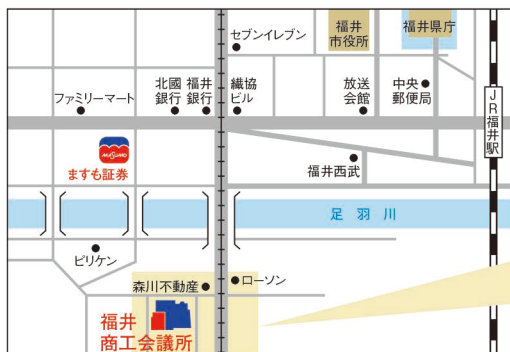 セブンイレブン
福井
市役所
福井県庁
ファミリーマート
北國
銀行
福井
銀行
繊協
ビル
放送
会館
中央
郵便局
JR福井駅
MASUMO
ますも証券
福井西武
足羽川
ビリケン
森川不動産
ローソン
福井
商工会議所